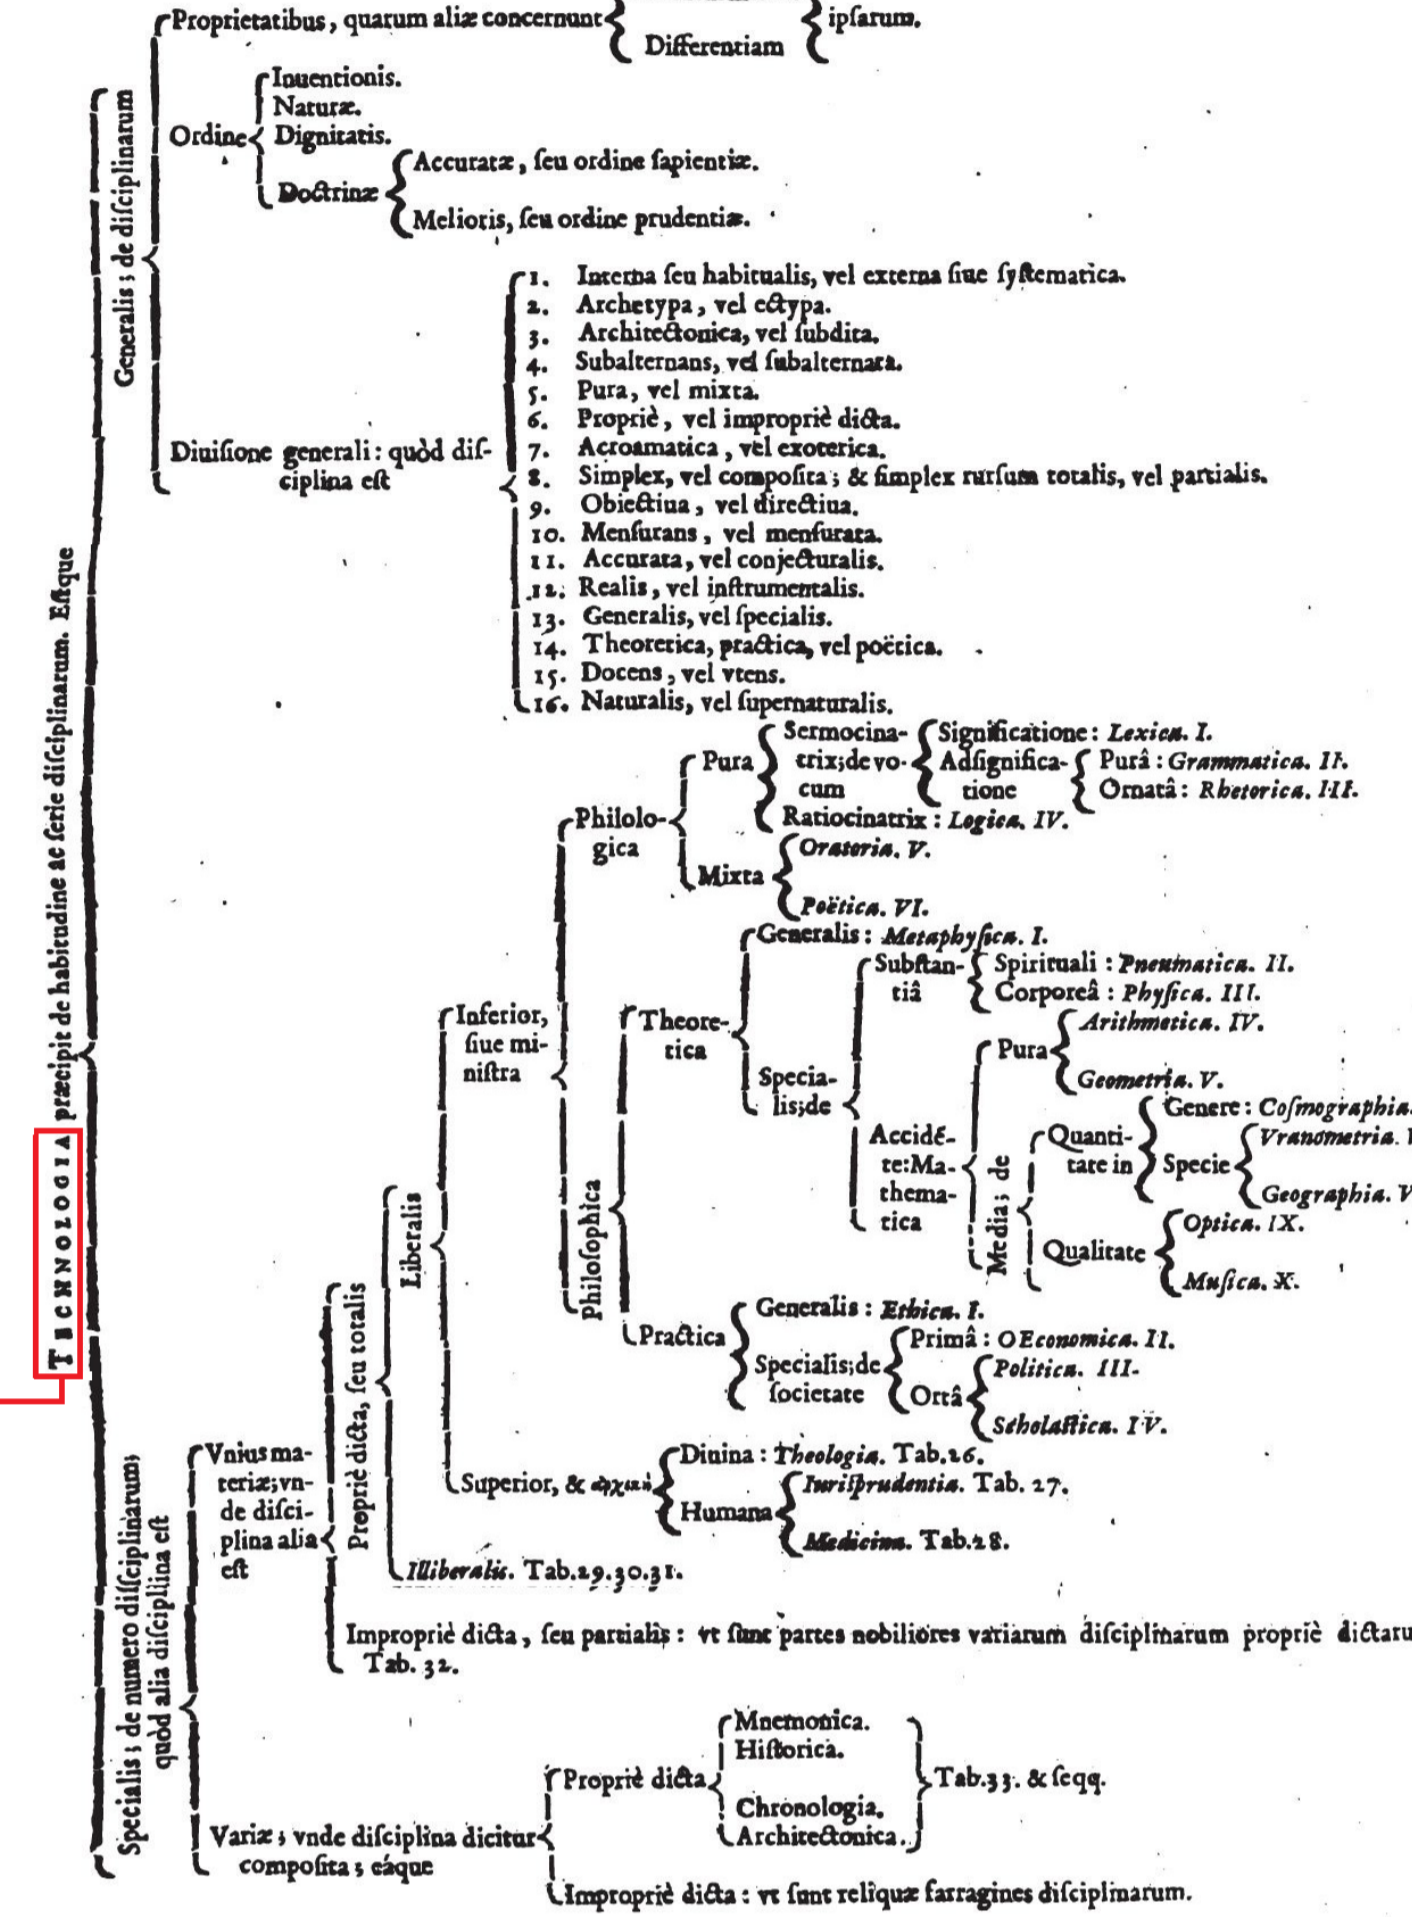 Proprietatibus, quarum aliæ concernunt
Differentiam
ipſarum.
Generalis; de diſciplinarum
Ordine
Inuentionis.
Naturæ.
Dignitatis.
Doctrinæ
Accuratæ, ſeu ordine ſapientiæ.
Melioris, ſeu ordine prudentiæ.
Diuiſione generali: quòd diſ-
ciplina eſt
1. Interna ſeu habitualis, vel externa ſiue ſyſtematica.
2. Archetypa, vel ectypa.
3. Architectonica, vel ſubdita.
4. Subalternans, vel ſubalternata.
5. Pura, vel mixta.
6. Propriè, vel impropriè dicta.
7. Acroamatica, vel exoterica.
8. Simplex, vel compoſita; & ſimplex rurſum totalis, vel partialis.
9. Obiectiua, vel directiua.
10. Menſurans, vel menſurata.
11. Accurata, vel conjecturalis.
12. Realis, vel inſtrumentalis.
13. Generalis, vel ſpecialis.
14. Theoretica, practica, vel poëtica.
15. Docens, vel vtens.
16. Naturalis, vel ſupernaturalis.
TECHNOLOGIA præcipit de habitudine ac ſerie diſciplinarum. Eſtque
Specialis; de numero diſciplinarum;
quòd alia diſciplina eſt
Vnius ma-
teriæ; vn-
de diſci-
plina alia
eſt
Propriè dicta, ſeu totalis
Liberalis
Inferior,
ſiue mi-
niſtra
Philolo-
gica
Pura
Sermocina-
trix; de vo-
cum
Significatione: Lexica. I.
Adſignifica-
tione
Purâ: Grammatica. II.
Ornatâ: Rhetorica. III.
Ratiocinatrix: Logica. IV.
Mixta
Oratoria. V.
Poëtica. VI.
Philoſophica
Theore-
tica
Generalis: Metaphyſica. I.
Specia-
lis; de
Subſtan-
tiâ
Spirituali: Pneumatica. II.
Corporeâ: Phyſica. III.
Accidē-
te: Ma-
thema-
tica
Pura
Arithmetica. IV.
Geometria. V.
Media; de
Quanti-
tate in
Genere: Coſmographia.
Specie
Vranometria.
Geographia. V
Qualitate
Optica. IX.
Muſica. X.
Practica
Generalis: Ethica. I.
Specialis; de
ſocietate
Primâ: OEconomica. II.
Ortâ
Politica. III.
Scholaſtica. IV.
Superior, & ἀρχικὴ
Diuina: Theologia. Tab. 26.
Humana
Iuriſprudentia. Tab. 27.
Medicina. Tab. 28.
Illiberalis. Tab. 29. 30. 31.
Impropriè dicta, ſeu partialis: vt ſunt partes nobiliores variarum diſciplinarum propriè dictaru
Tab. 32.
Variæ; vnde diſciplina dicitur
compoſita; eáque
Propriè dicta
Mnemonica.
Hiſtorica.
Chronologia.
Architectonica.
Tab. 33. & ſeqq.
Impropriè dicta: vt ſunt reliquæ farragines diſciplinarum.